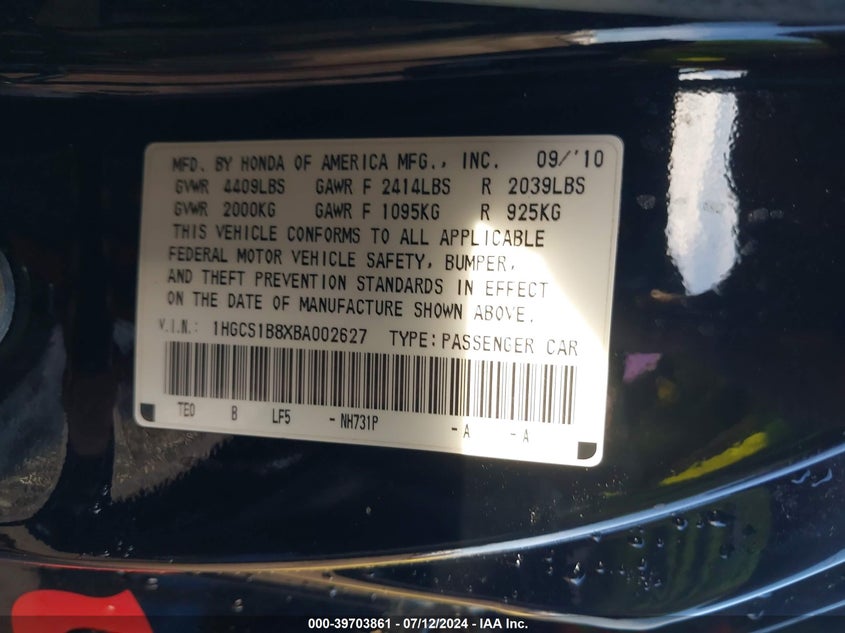 MFD. BY HONDA OF AMERICA MFG., INC. 09/'10
GVWR 4409LBS GAWR F 2414LBS R 2039LBS
GVWR 2000KG GAWR F 1095KG R 925KG
THIS VEHICLE CONFORMS TO ALL APPLICABLE
FEDERAL MOTOR VEHICLE SAFETY, BUMPER,
AND THEFT PREVENTION STANDARDS IN EFFECT
ON THE DATE OF MANUFACTURE SHOWN ABOVE.
V.I.N.: 1HGCS1B8XBA002627 TYPE: PASSENGER CAR
TE0 B LF5 - NH731P - A - A
000-39703861 - 07/12/2024 - IAA Inc.